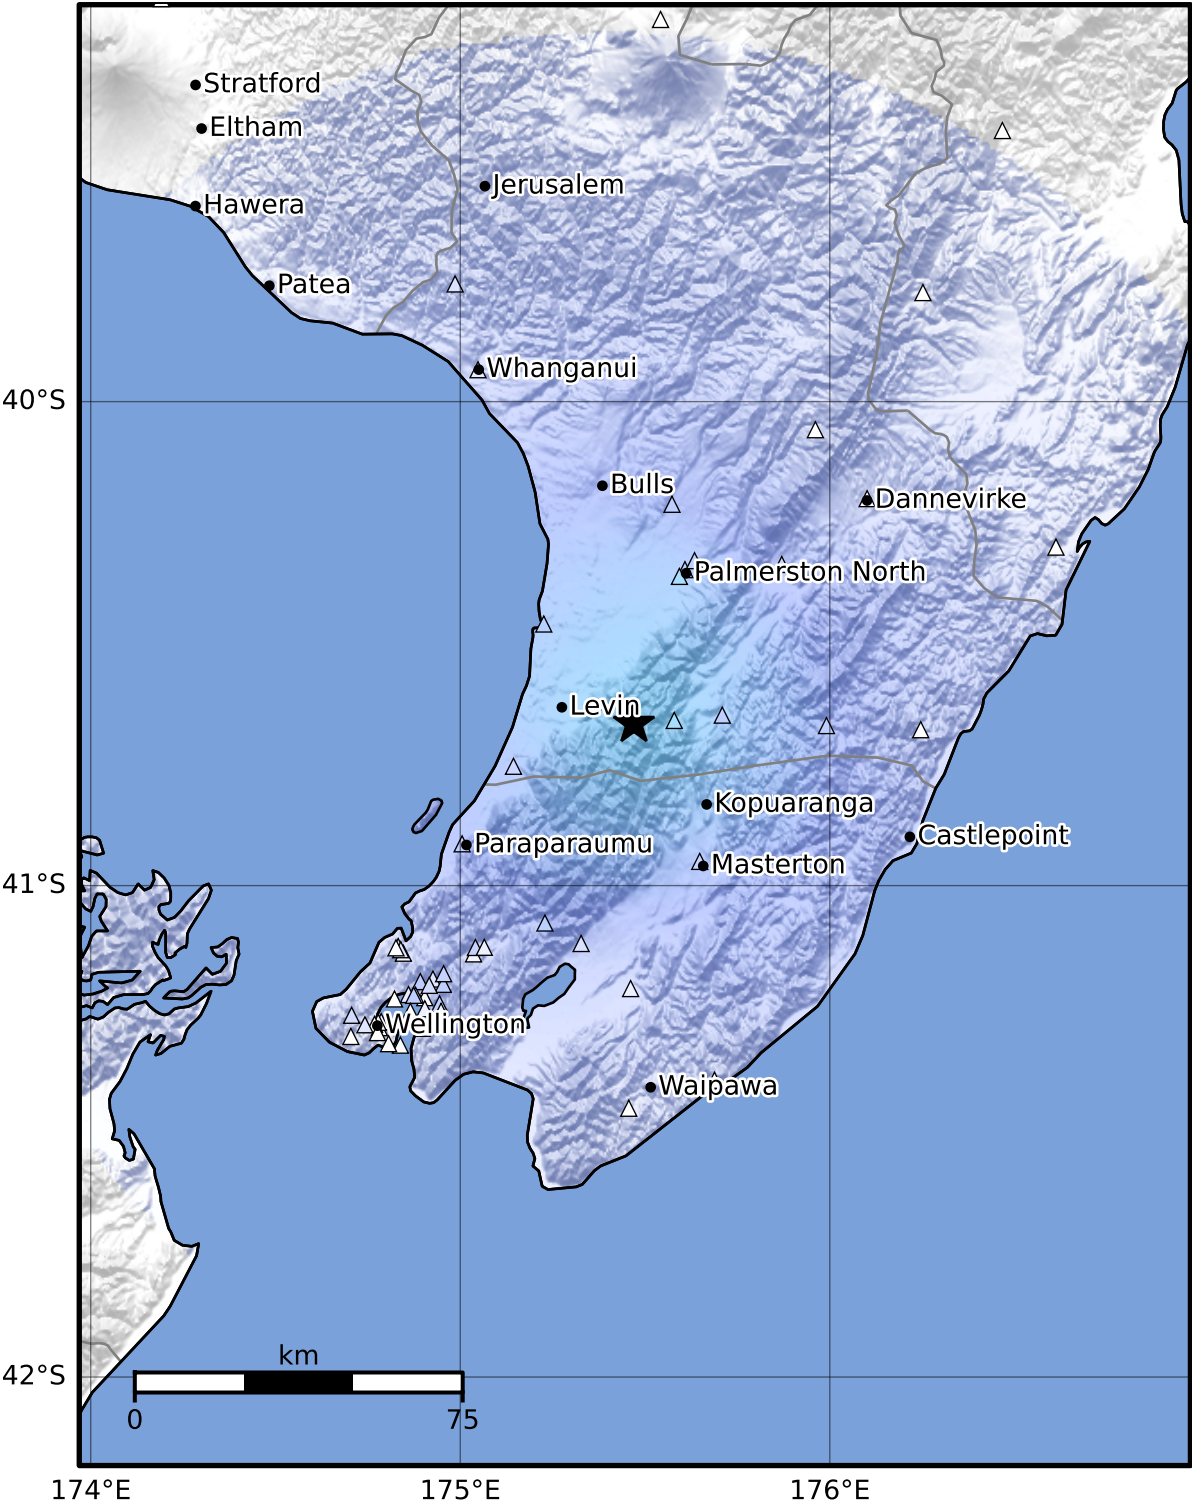 Stratford
Eltham
Jerusalem
Hawera
Patea
Whanganui
40°S
Bulls
Dannevirke
Palmerston North
Levin
Kopuaranga
Castlepoint
Paraparaumu
Masterton
41°S
Wellington
Waipawa
km
42°S
0
75
174°E
175°E
176°E